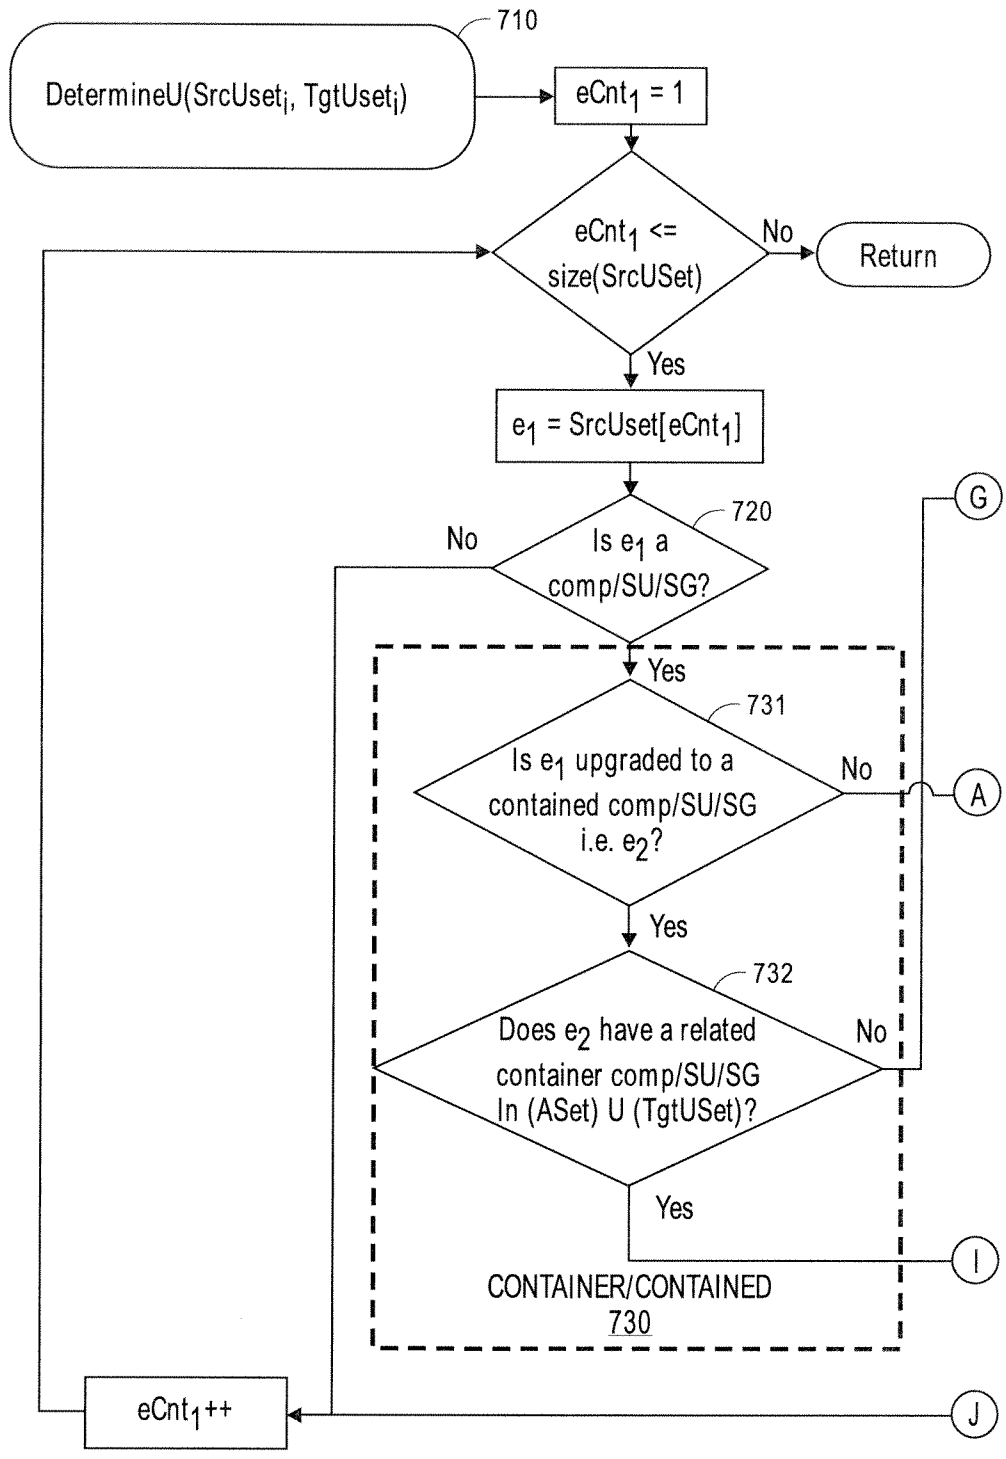 710
DetermineU(SrcUsetᵢ, TgtUsetᵢ)
eCnt₁ = 1
eCnt₁ <=
size(SrcUSet)
No
Return
Yes
e₁ = SrcUset[eCnt₁]
720
G
No
Is e₁ a
comp/SU/SG?
Yes
731
Is e₁ upgraded to a
contained comp/SU/SG
i.e. e₂?
No
A
Yes
732
Does e₂ have a related
container comp/SU/SG
In (ASet) U (TgtUSet)?
No
Yes
I
CONTAINER/CONTAINED
730
eCnt₁++
J